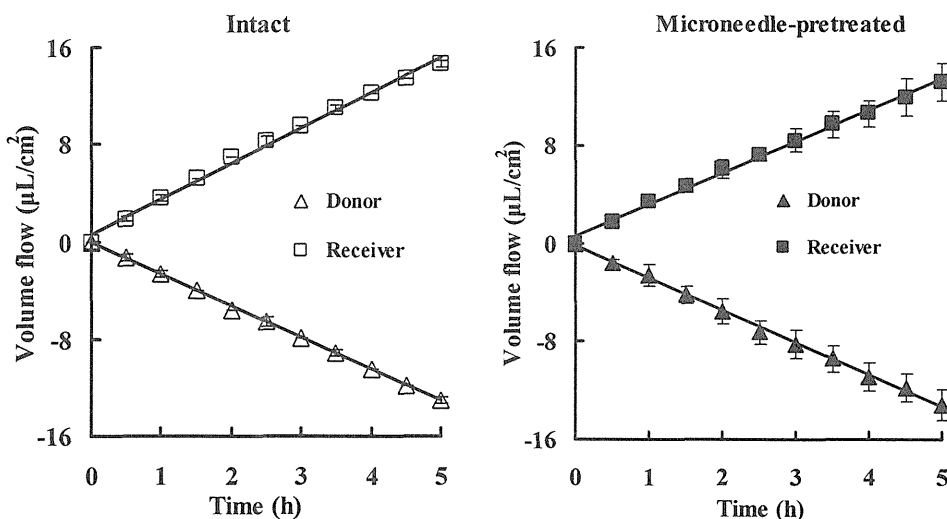 Intact
16
8
0
-8
-16
Volume flow (μL/cm²)
Donor
Receiver
0 1 2 3 4 5
Time (h)
Microneedle-pretreated
16
8
0
-8
-16
Volume flow (μL/cm²)
Donor
Receiver
0 1 2 3 4 5
Time (h)